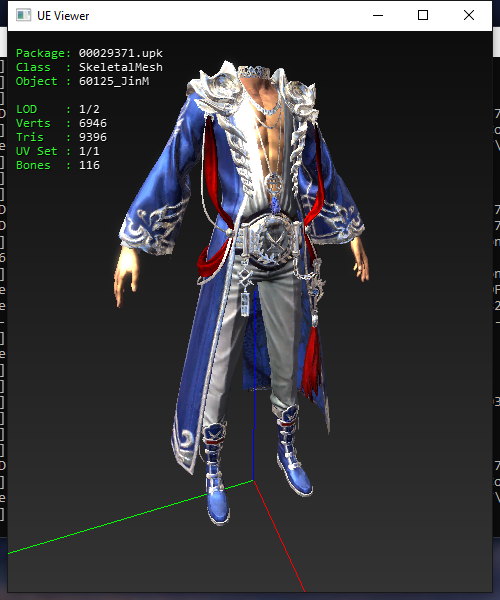 UE Viewer
Package: 00029371.upk
Class  : SkeletalMesh
Object : 60125_JinM
LOD    : 1/2
Verts  : 6946
Tris   : 9396
UV Set : 1/1
Bones  : 116